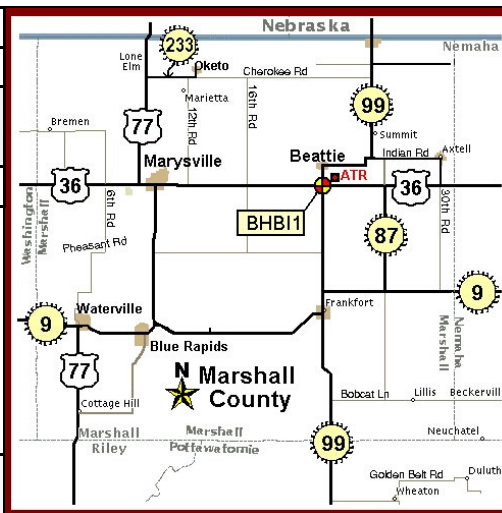 Nebraska
233
Lone
Elm
Oketo
Nemaha
Cherokee Rd
Marietta
12th Rd
16th Rd
99
Bremen
77
Summit
Marysville
Beattie
Indian Rd
Axtell
ATR
36
36
Washington
Marshall
6th Rd
BHBI1
30th Rd
87
Pheasant Rd
9
Waterville
Frankfort
9
Blue Rapids
Nemaha
Marshall
77
N
Marshall
County
Cottage Hill
Bobcat Ln
Lillis
Beckerville
Marshall
Riley
Marshall
Pottawatomie
99
Neuchatel
Golden Belt Rd
Duluth
Wheaton